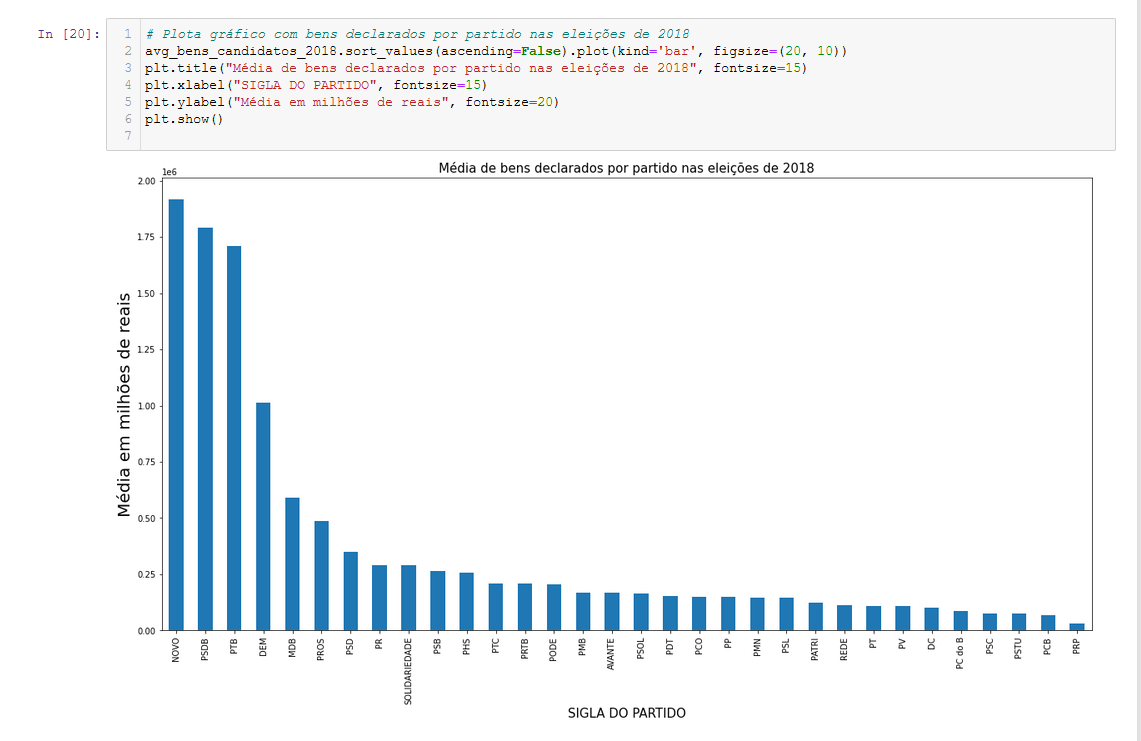 In [20]:
1 # Plota gráfico com bens declarados por partido nas eleições de 2018
2 avg_bens_candidatos_2018.sort_values(ascending=False).plot(kind='bar', figsize=(20, 10))
3 plt.title("Média de bens declarados por partido nas eleições de 2018", fontsize=15)
4 plt.xlabel("SIGLA DO PARTIDO", fontsize=15)
5 plt.ylabel("Média em milhões de reais", fontsize=20)
6 plt.show()
7
Média de bens declarados por partido nas eleições de 2018
1e6
2.00
1.75
1.50
1.25
1.00
0.75
0.50
0.25
0.00
Média em milhões de reais
NOVO
PSDB
PTB
DEM
MDB
PROS
PSD
PR
SOLIDARIEDADE
PSB
PHS
PTC
PRTB
PODE
PMB
AVANTE
PSOL
PDT
PCO
PP
PMN
PSL
PATRI
REDE
PT
PV
DC
PC do B
PSC
PSTU
PCB
PRP
SIGLA DO PARTIDO